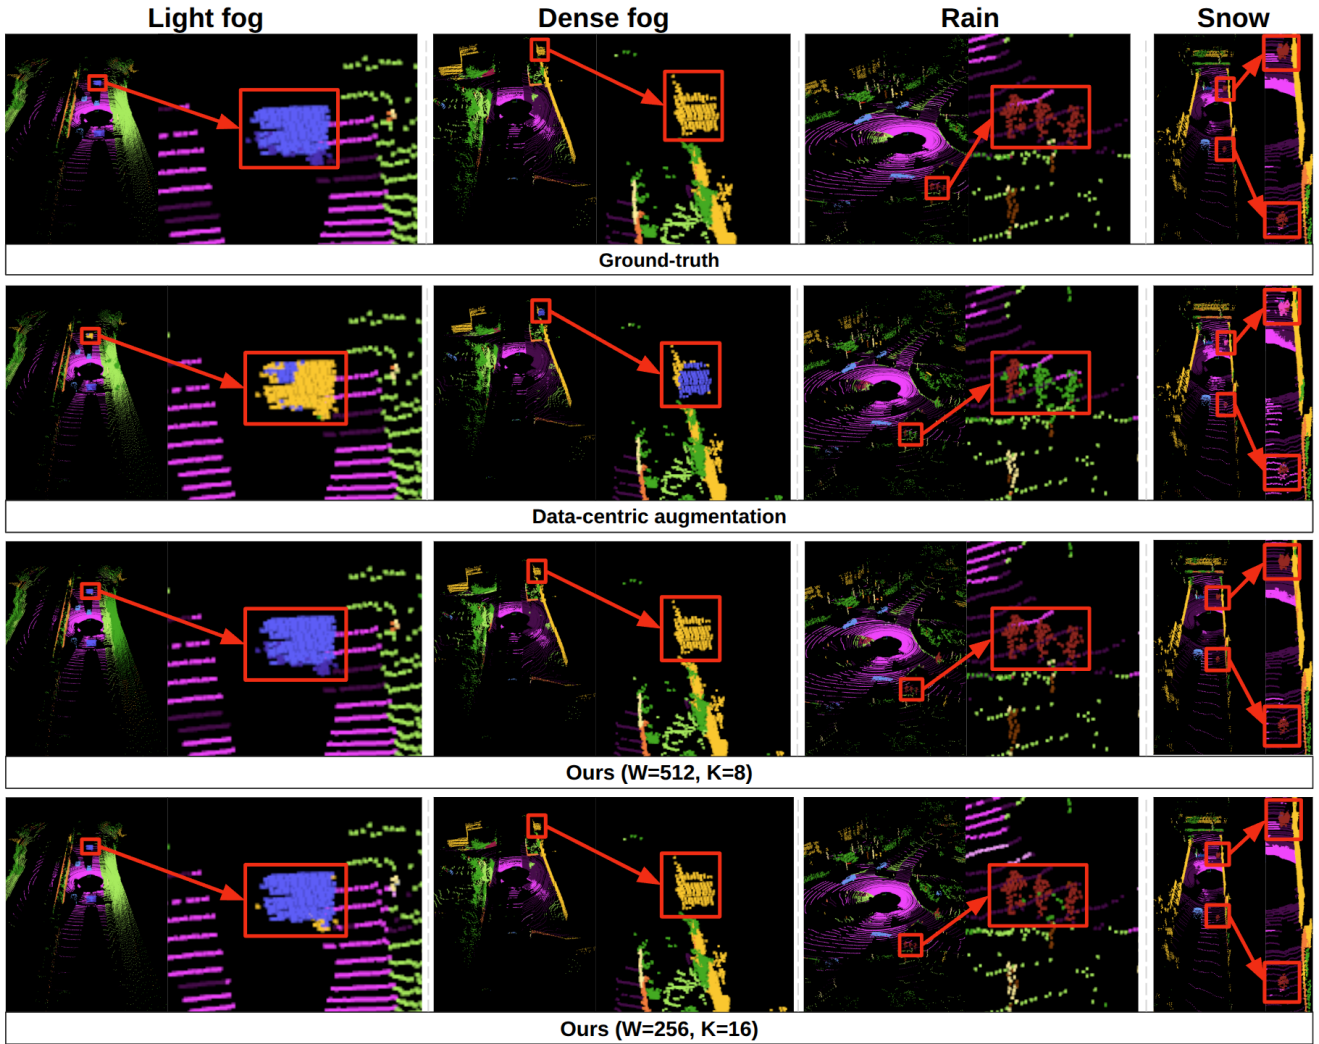 Light fog Dense fog Rain Snow
Ground-truth
Data-centric augmentation
Ours (W=512, K=8)
Ours (W=256, K=16)